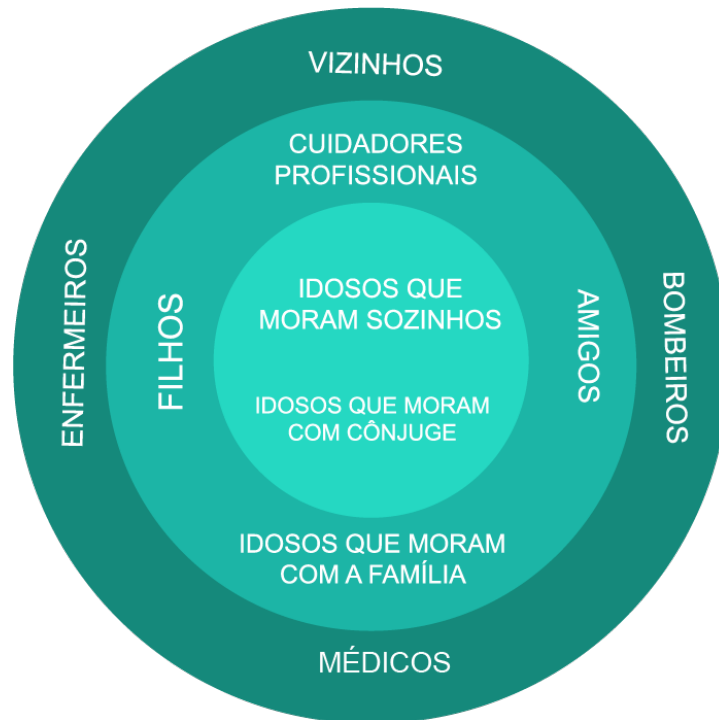 VIZINHOS
CUIDADORES
PROFISSIONAIS
ENFERMEIROS
FILHOS
IDOSOS QUE
MORAM SOZINHOS
IDOSOS QUE MORAM
COM CÔNJUGE
AMIGOS
BOMBEIROS
IDOSOS QUE MORAM
COM A FAMÍLIA
MÉDICOS